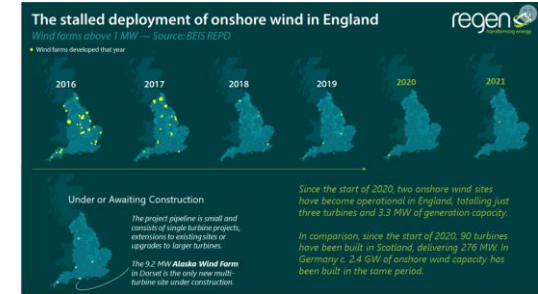 The stalled deployment of onshore wind in England
Wind farms above 1 MW — Source: BEIS REPD
Wind farms developed that year
regen
transforming energy
2016
2017
2018
2019
2020
2021
Under or Awaiting Construction
The project pipeline is small and
consists of single turbine projects,
extensions to existing sites or
upgrades to larger turbines.
The 9.2 MW Alaska Wind Farm
in Dorset is the only new multi-
turbine site under construction.
Since the start of 2020, two onshore wind sites
have become operational in England, totalling just
three turbines and 3.3 MW of generation capacity.
In comparison, since the start of 2020, 90 turbines
have been built in Scotland, delivering 276 MW. In
Germany c. 2.4 GW of onshore wind capacity has
been built in the same period.